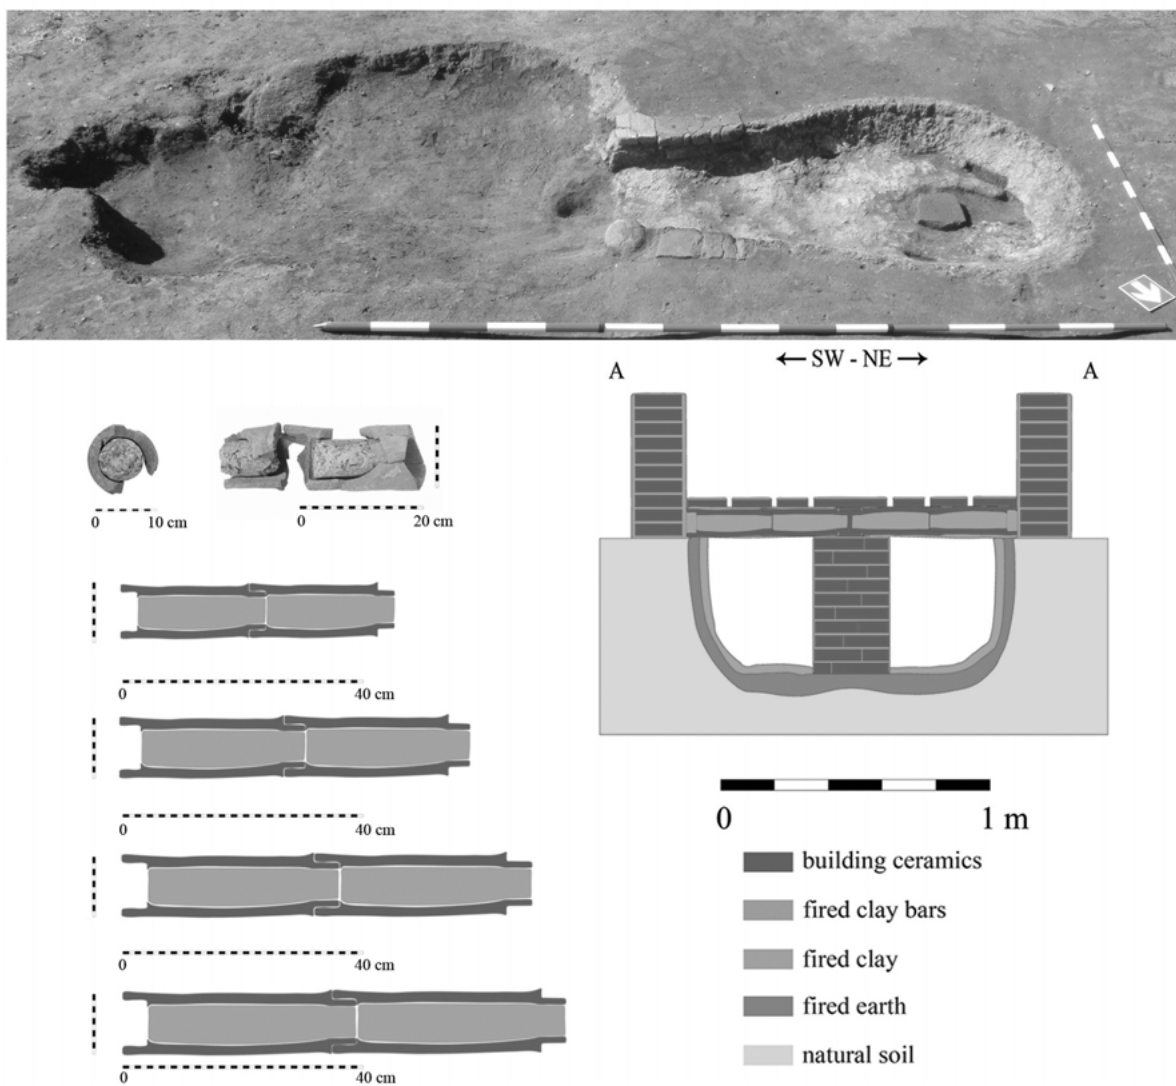 ← SW - NE →
A A
0 10 cm
0 20 cm
0 40 cm
0 40 cm
0 1 m
building ceramics
0 40 cm
fired clay bars
fired clay
fired earth
natural soil
0 40 cm